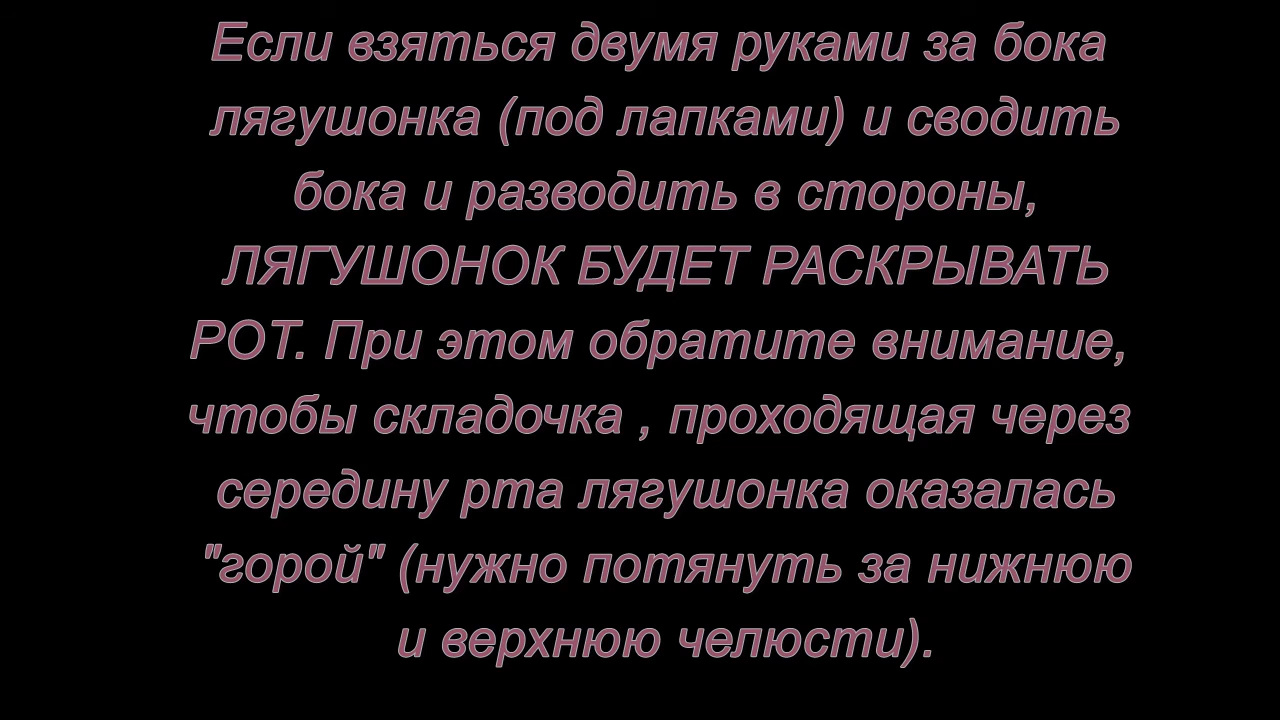 Если взяться двумя руками за бока
лягушонка (под лапками) и сводить
бока и разводить в стороны,
ЛЯГУШОНОК БУДЕТ РАСКРЫВАТЬ
РОТ. При этом обратите внимание,
чтобы складочка , проходящая через
середину рта лягушонка оказалась
"горой" (нужно потянуть за нижнюю
и верхнюю челюсти).